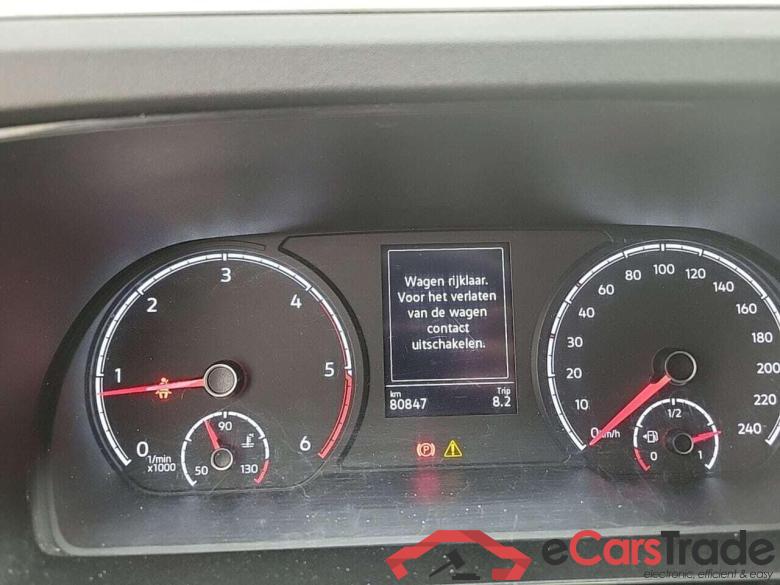 Wagen rijklaar.
Voor het verlaten
van de wagen
contact
uitschakelen.
km
80847
Trip
8.2
0
1
2
3
4
5
6
1/min
x1000
50
90
130
0
10
20
30
40
60
80
100
120
140
160
180
200
220
240
km/h
0
1/2
1
P
eCarsTrade
electronic, efficient & easy